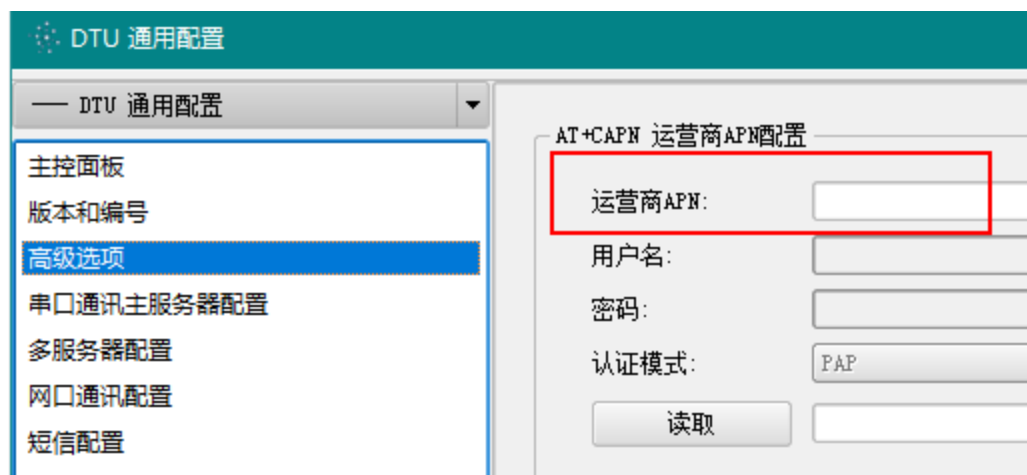 DTU 通用配置
── DTU 通用配置
主控面板
版本和编号
高级选项
串口通讯主服务器配置
多服务器配置
网口通讯配置
短信配置
AT+CAPN 运营商APN配置
运营商APN:
用户名:
密码:
认证模式:
PAP
读取